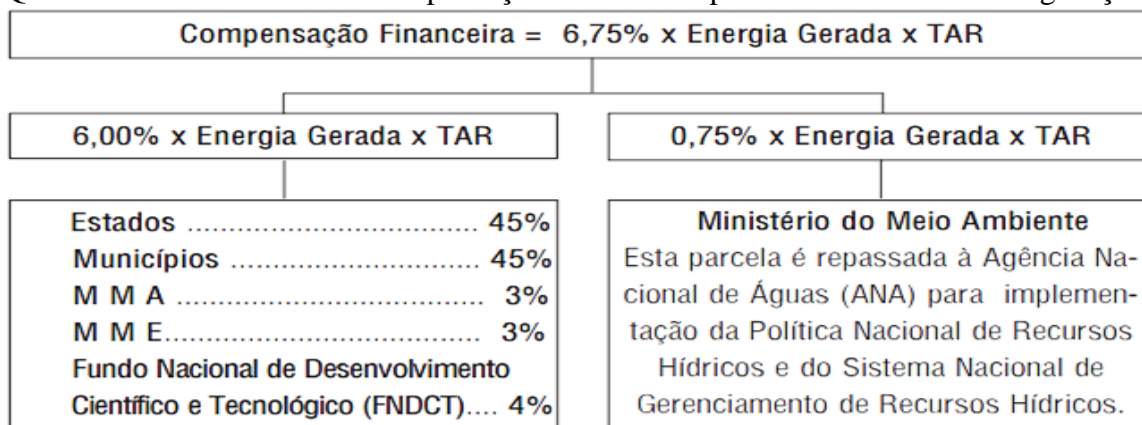 Compensação Financeira = 6,75% x Energia Gerada x TAR
6,00% x Energia Gerada x TAR
0,75% x Energia Gerada x TAR
Estados .................................... 45%
Municípios .............................. 45%
M M A ..................................... 3%
M M E...................................... 3%
Fundo Nacional de Desenvolvimento
Científico e Tecnológico (FNDCT).... 4%
Ministério do Meio Ambiente
Esta parcela é repassada à Agência Na-
cional de Águas (ANA) para implemen-
tação da Política Nacional de Recursos
Hídricos e do Sistema Nacional de
Gerenciamento de Recursos Hídricos.